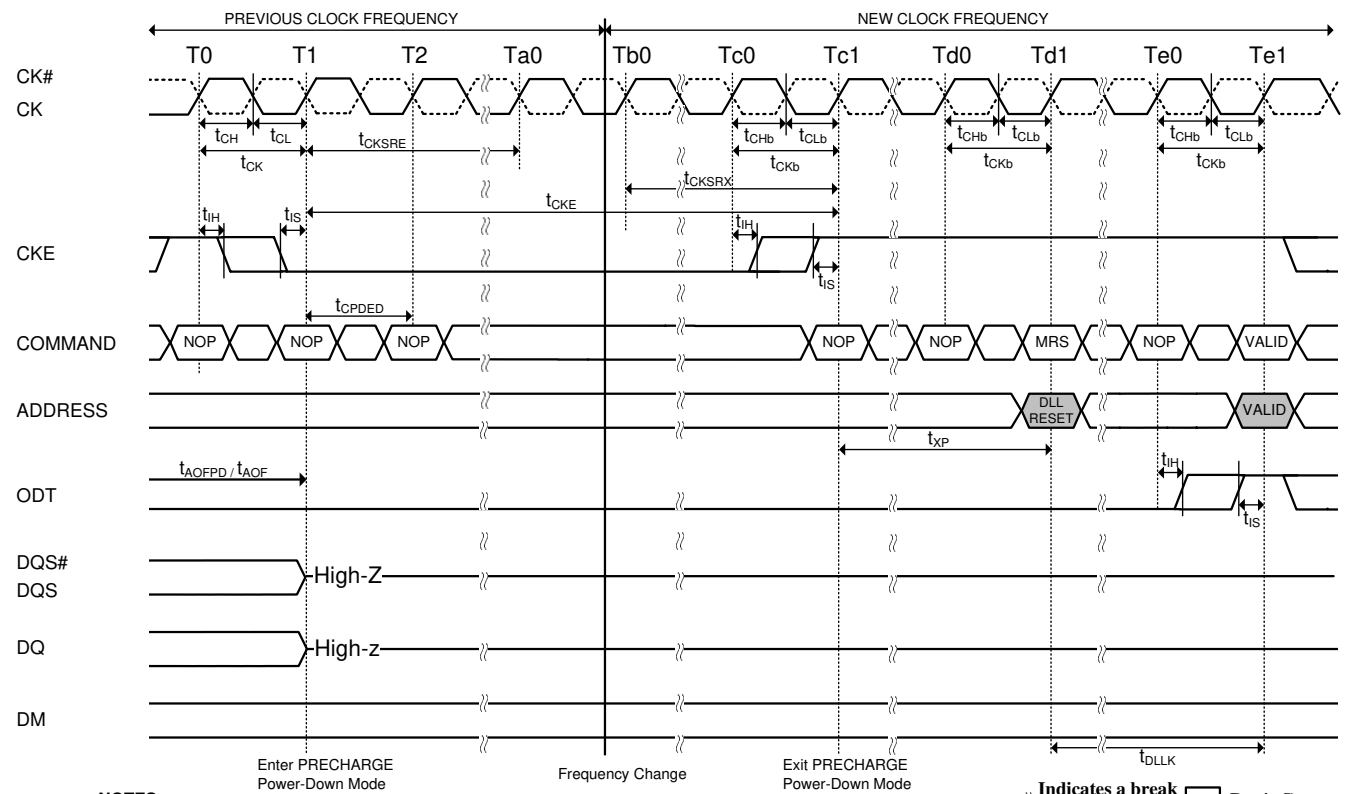 PREVIOUS CLOCK FREQUENCY NEW CLOCK FREQUENCY
T0 T1 T2 Ta0 Tb0 Tc0 Tc1 Td0 Td1 Te0 Te1
CK#
CK
tCH tCL tCKSRE tCHb tCLb tCHb tCLb tCHb tCLb
tCK tCKb tCKb tCKb
tCKSRX
tCKE
tIH tIS tIH
CKE
tIS
tCPDED
COMMAND NOP NOP NOP NOP NOP MRS NOP VALID
ADDRESS DLL RESET VALID
tXP
tAOFPD / tAOF tIH
ODT
tIS
DQS#
High-Z
DQS
DQ High-z
DM
tDLLK
Enter PRECHARGE
Power-Down Mode
Frequency Change
Exit PRECHARGE
Power-Down Mode
Indicates a break